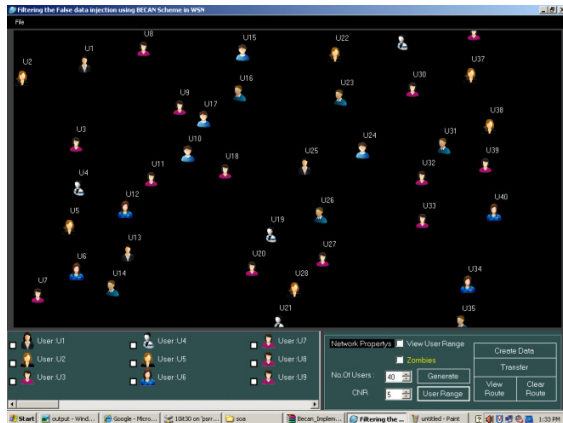 Filtering the False data injection using BECAN Scheme in WSN
File
U8
U15
U22
U1
U2
U37
U30
U16
U23
U9
U17
U38
U3
U31
U10
U24
U39
U25
U18
U11
U32
U4
U12
U40
U26
U5
U33
U19
U13
U27
U6
U20
U34
U14
U28
U7
U21
U35
User :U1
User :U4
User :U7
User :U2
User :U5
User :U8
User :U3
User :U6
User :U9
Network Propertys
View User Range
Zombies
No.Of Users :
40
Generate
CNR
5
User Range
Create Data
Transfer
View Route
Clear Route
Start
output - Wind...
Google - Micro...
soa
Becan_Implem...
Filtering the ...
untitled - Paint
1:33 PM